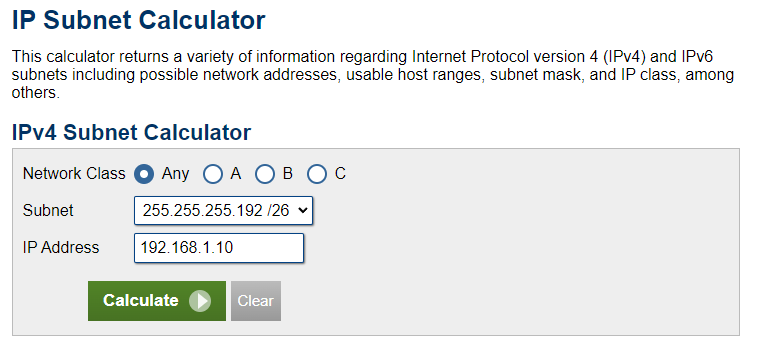 IP Subnet Calculator
This calculator returns a variety of information regarding Internet Protocol version 4 (IPv4) and IPv6
subnets including possible network addresses, usable host ranges, subnet mask, and IP class, among
others.
IPv4 Subnet Calculator
Network Class Any A B C
Subnet 255.255.255.192 /26
IP Address 192.168.1.10
Calculate Clear